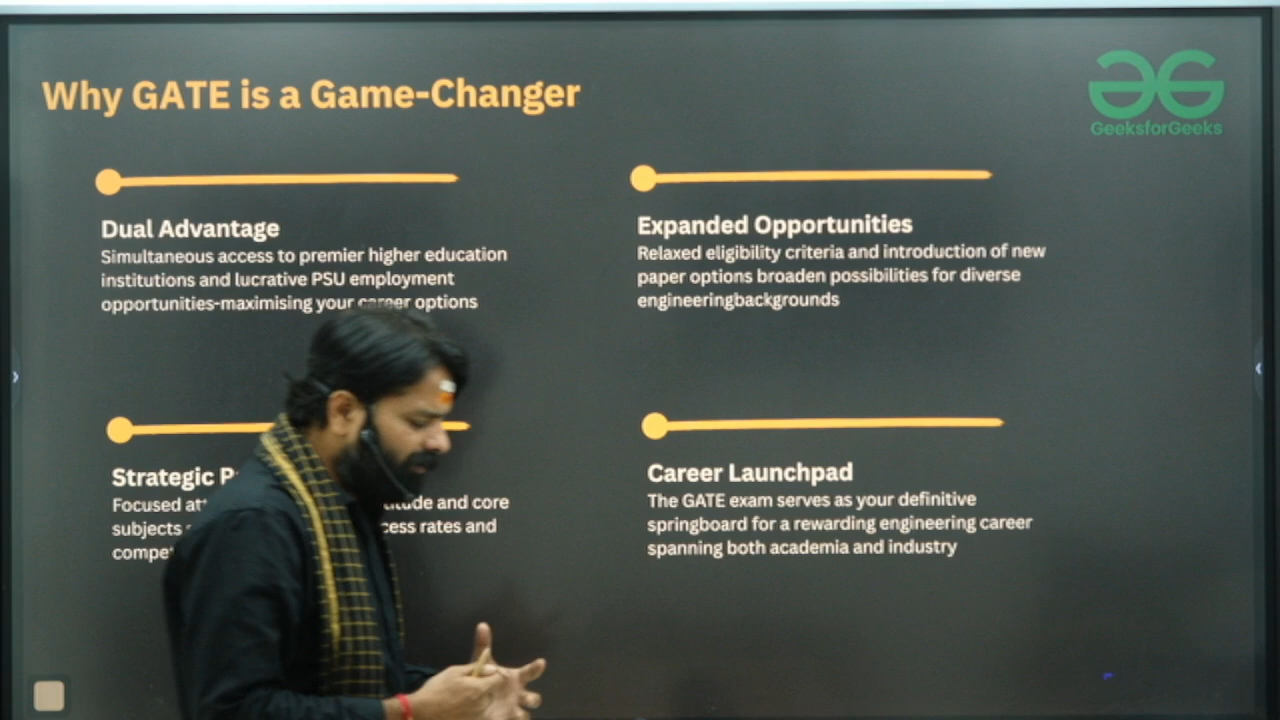 Why GATE is a Game-Changer
GeeksforGeeks
Dual Advantage
Simultaneous access to premier higher education
institutions and lucrative PSU employment
opportunities-maximising your career options
Expanded Opportunities
Relaxed eligibility criteria and introduction of new
paper options broaden possibilities for diverse
engineeringbackgrounds
Strategic
Focused and core
subjects rates and
Career Launchpad
The GATE exam serves as your definitive
springboard for a rewarding engineering career
spanning both academia and industry